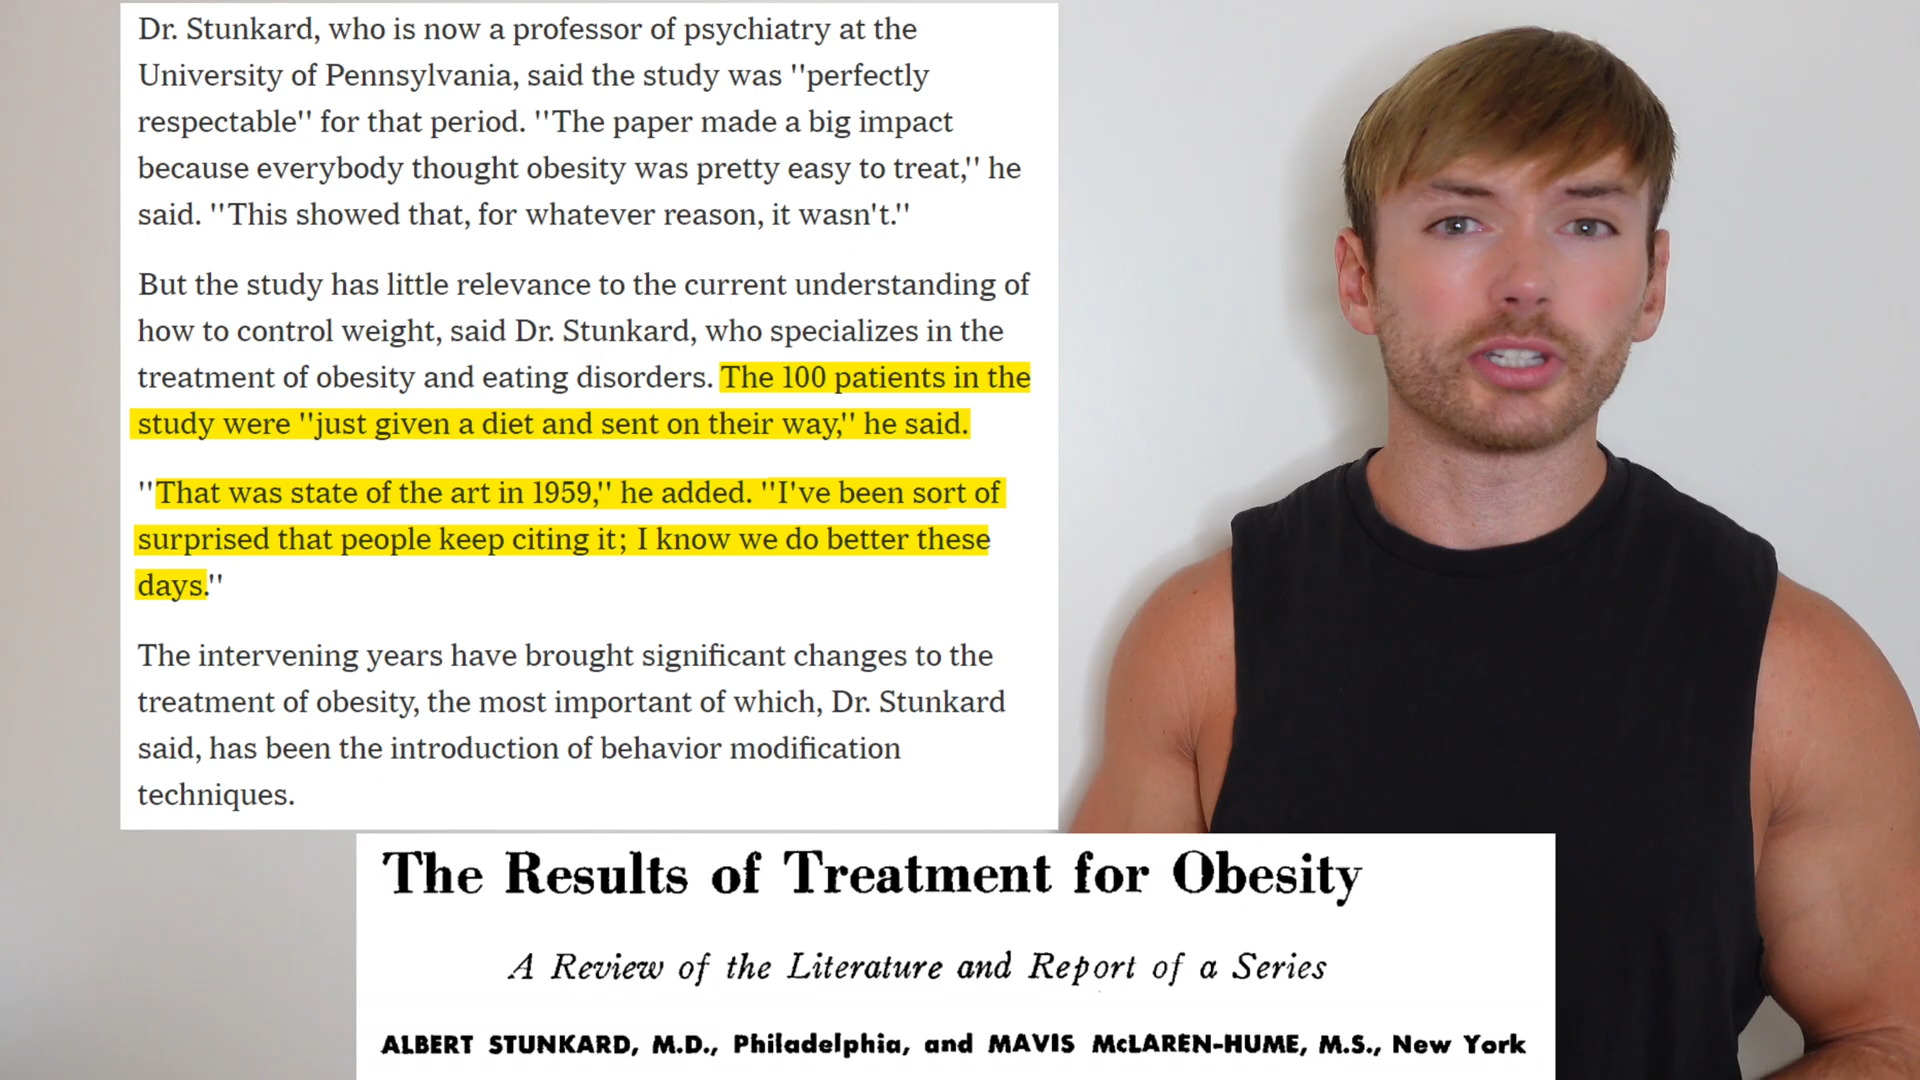 Dr. Stunkard, who is now a professor of psychiatry at the
University of Pennsylvania, said the study was ''perfectly
respectable'' for that period. ''The paper made a big impact
because everybody thought obesity was pretty easy to treat,'' he
said. ''This showed that, for whatever reason, it wasn't.''
But the study has little relevance to the current understanding of
how to control weight, said Dr. Stunkard, who specializes in the
treatment of obesity and eating disorders. The 100 patients in the
study were ''just given a diet and sent on their way,'' he said.
''That was state of the art in 1959,'' he added. ''I've been sort of
surprised that people keep citing it; I know we do better these
days.''
The intervening years have brought significant changes to the
treatment of obesity, the most important of which, Dr. Stunkard
said, has been the introduction of behavior modification
techniques.
The Results of Treatment for Obesity
A Review of the Literature and Report of a Series
ALBERT STUNKARD, M.D., Philadelphia, and MAVIS McLAREN-HUME, M.S., New York